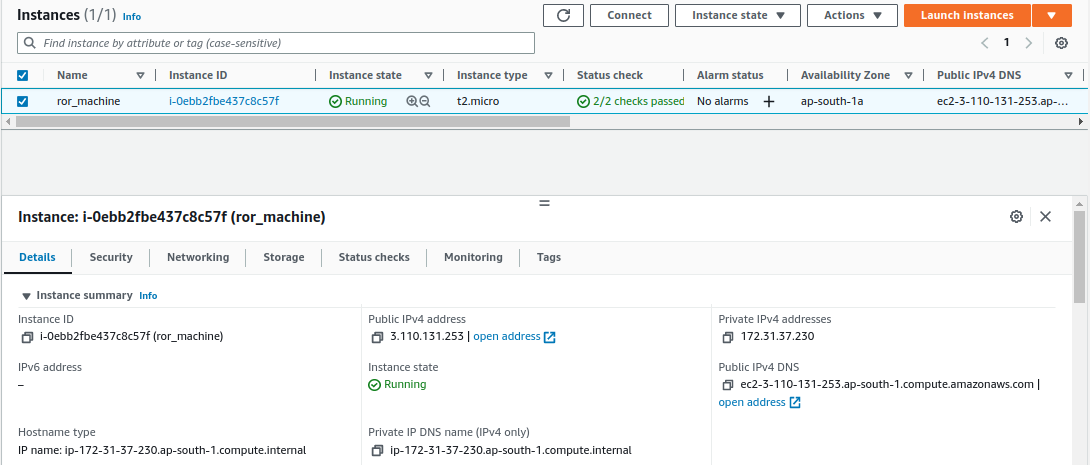 Instances (1/1) Info Connect Instance state Actions Launch Instances
Find instance by attribute or tag (case-sensitive) 1
Name Instance ID Instance state Instance type Status check Alarm status Availability Zone Public IPv4 DNS
ror_machine i-0ebb2fbe437c8c57f Running t2.micro 2/2 checks passed No alarms + ap-south-1a ec2-3-110-131-253.ap-...
Instance: i-0ebb2fbe437c8c57f (ror_machine)
Details Security Networking Storage Status checks Monitoring Tags
Instance summary Info
Instance ID Public IPv4 address Private IPv4 addresses
i-0ebb2fbe437c8c57f (ror_machine) 3.110.131.253 | open address 172.31.37.230
IPv6 address Instance state Public IPv4 DNS
– Running ec2-3-110-131-253.ap-south-1.compute.amazonaws.com |
open address
Hostname type Private IP DNS name (IPv4 only)
IP name: ip-172-31-37-230.ap-south-1.compute.internal ip-172-31-37-230.ap-south-1.compute.internal